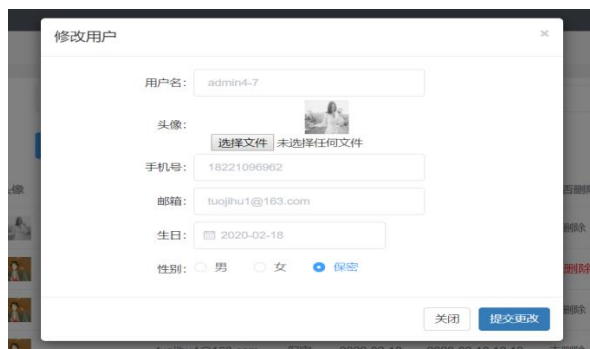 修改用户
×
用户名: admin4-7
头像:
选择文件 未选择任何文件
手机号: 18221096962
邮箱: tuojihu1@163.com
生日: 2020-02-18
性别: 男 女 保密
删除
删除
删除
关闭 提交更改